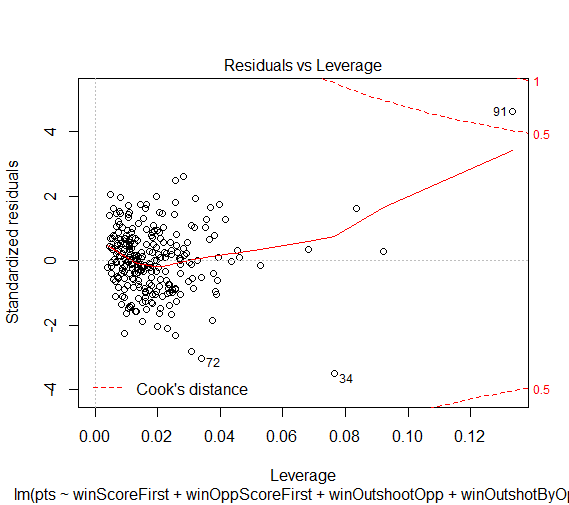 Residuals vs Leverage
Standardized residuals
4
2
0
-2
-4
1
0.5
0.5
91
72
34
Cook's distance
0.00 0.02 0.04 0.06 0.08 0.10 0.12
Leverage
lm(pts ~ winScoreFirst + winOppScoreFirst + winOutshootOpp + winOutshotByOp